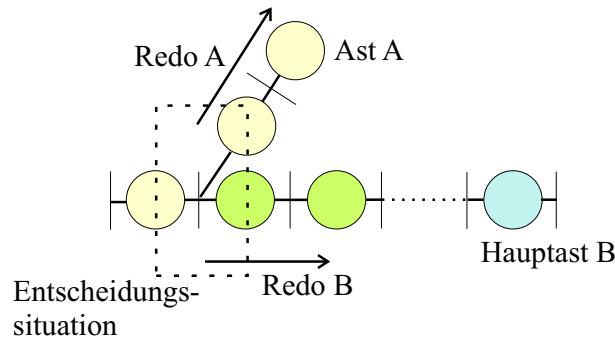 Redo A
Ast A
Hauptast B
Redo B
Entscheidungs-
situation